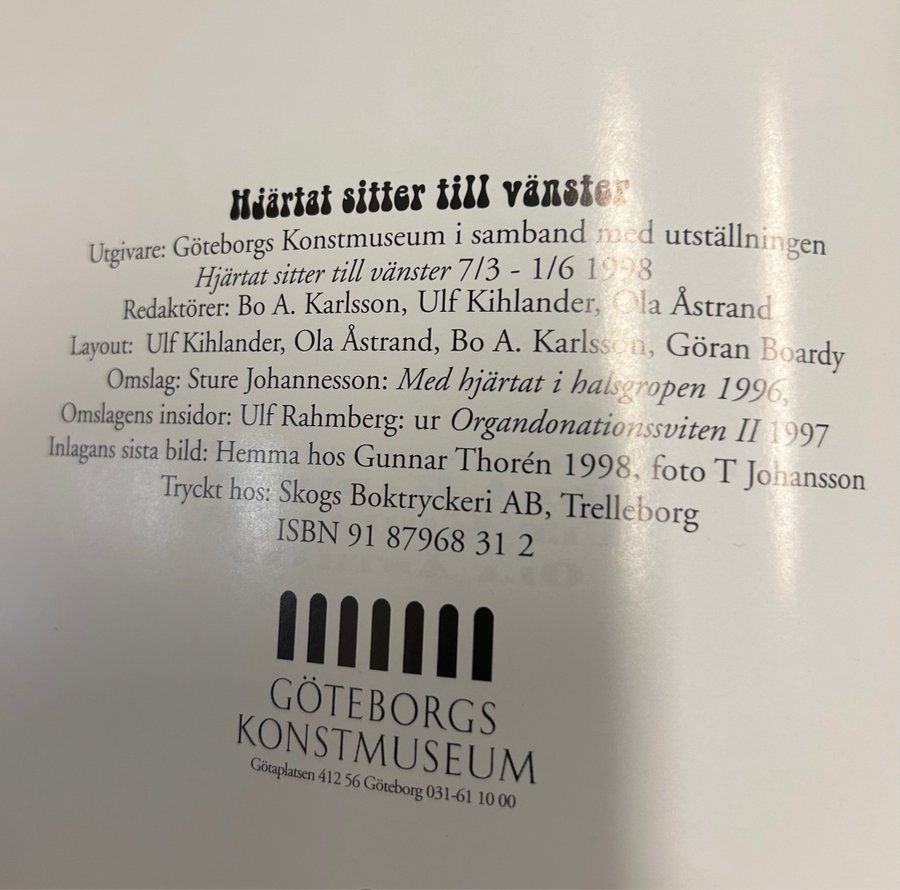 Hjärtat sitter till vänster
Utgivare: Göteborgs Konstmuseum i samband med utställningen
Hjärtat sitter till vänster 7/3 - 1/6 1998
Redaktörer: Bo A. Karlsson, Ulf Kihlander, Ola Åstrand
Layout: Ulf Kihlander, Ola Åstrand, Bo A. Karlsson, Göran Boardy
Omslag: Sture Johannesson: Med hjärtat i halsgropen 1996,
Omslagens insidor: Ulf Rahmberg: ur Organdonationssviten II 1997
Inlagans sista bild: Hemma hos Gunnar Thorén 1998, foto T Johansson
Tryckt hos: Skogs Boktryckeri AB, Trelleborg
ISBN 91 87968 31 2
GÖTEBORGS
KONSTMUSEUM
Götaplatsen 412 56 Göteborg 031-61 10 00